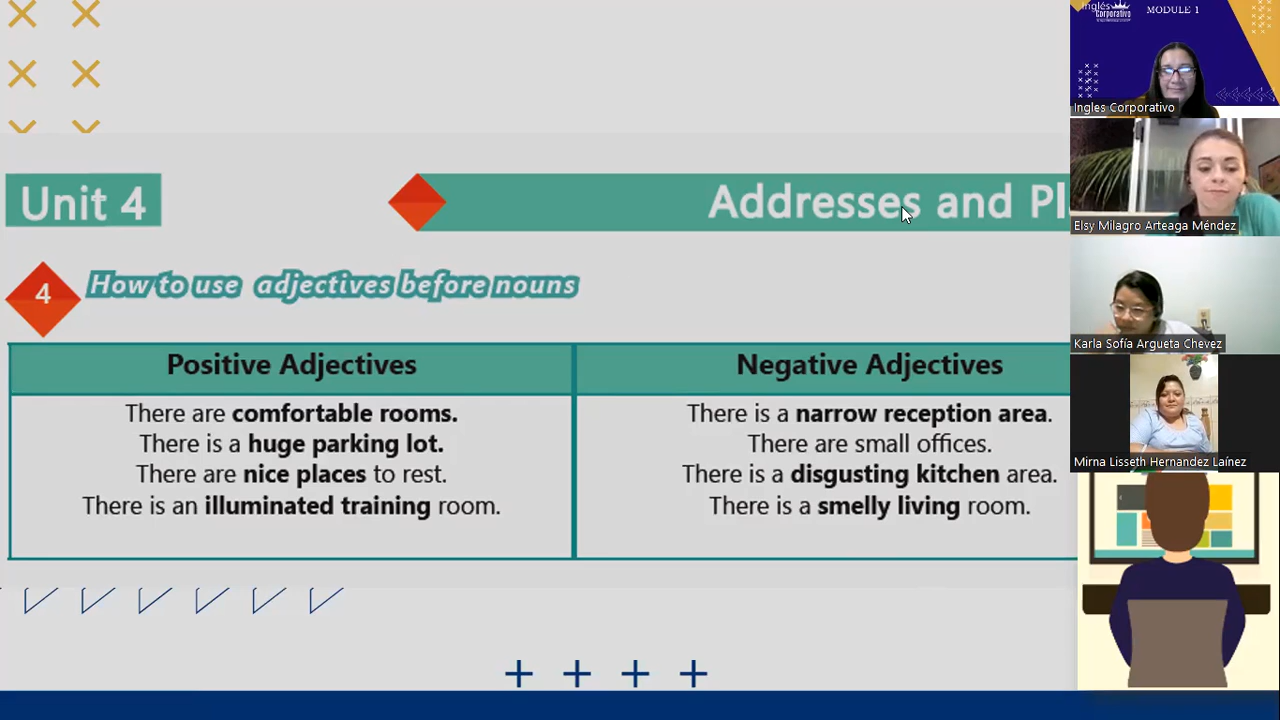 Unit 4
Addresses and Pl
4
How to use adjectives before nouns
Positive Adjectives
There are comfortable rooms.
There is a huge parking lot.
There are nice places to rest.
There is an illuminated training room.
Negative Adjectives
There is a narrow reception area.
There are small offices.
There is a disgusting kitchen area.
There is a smelly living room.
Inglés
Corporativo
MODULE 1
Ingles Corporativo
Elsy Milagro Arteaga Méndez
Karla Sofía Argueta Chevez
Mirna Lisseth Hernandez Laínez